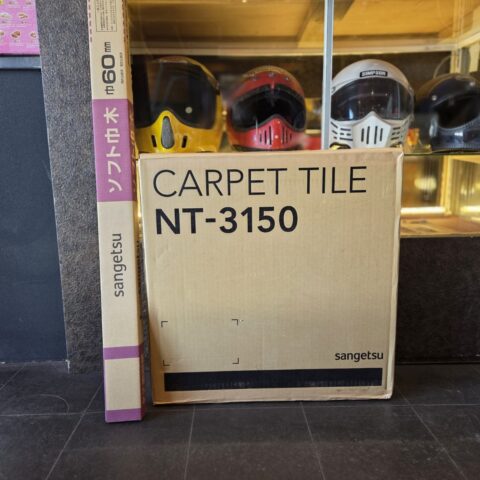 巾60mm
ソフト巾木
sangetsu
CARPET TILE
NT-3150
sangetsu
SIMPSON